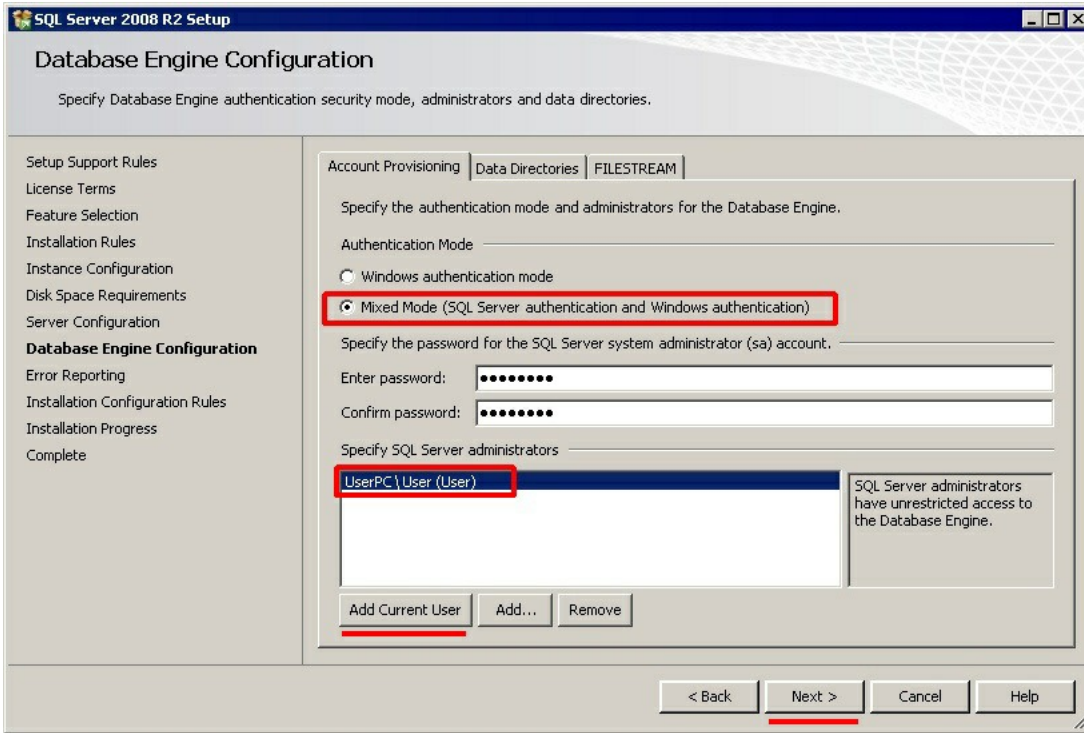 SQL Server 2008 R2 Setup
Database Engine Configuration
Specify Database Engine authentication security mode, administrators and data directories.
Setup Support Rules
License Terms
Feature Selection
Installation Rules
Instance Configuration
Disk Space Requirements
Server Configuration
Database Engine Configuration
Error Reporting
Installation Configuration Rules
Installation Progress
Complete
Account Provisioning Data Directories FILESTREAM
Specify the authentication mode and administrators for the Database Engine.
Authentication Mode
Windows authentication mode
Mixed Mode (SQL Server authentication and Windows authentication)
Specify the password for the SQL Server system administrator (sa) account.
Enter password: ●●●●●●●●
Confirm password: ●●●●●●●●
Specify SQL Server administrators
UserPC\User (User)
SQL Server administrators
have unrestricted access to
the Database Engine.
Add Current User Add... Remove
< Back Next > Cancel Help